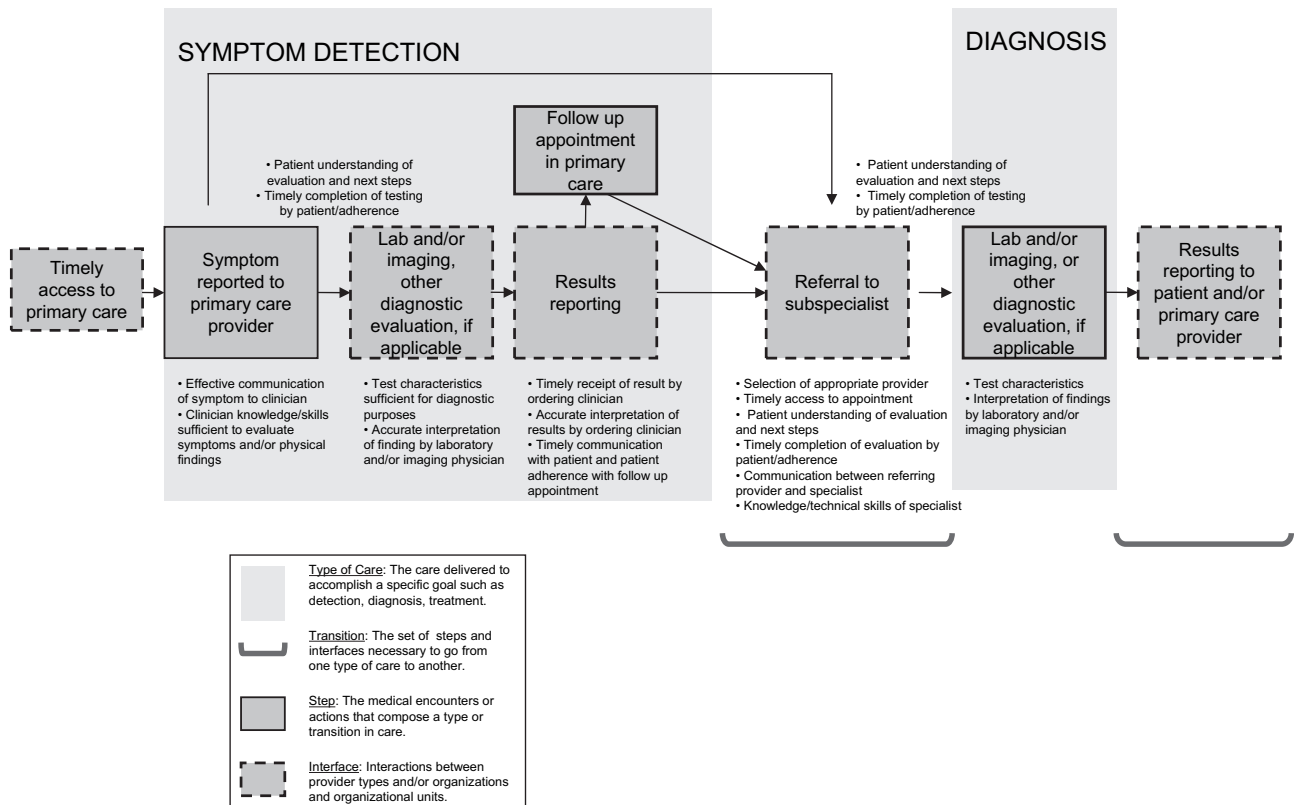 SYMPTOM DETECTION
DIAGNOSIS
Follow up
appointment
in primary
care
• Patient understanding of
evaluation and next steps
• Timely completion of testing
by patient/adherence
• Patient understanding of
evaluation and next steps
• Timely completion of testing
by patient/adherence
Timely
access to
primary care
Symptom
reported to
primary care
provider
Lab and/or
imaging,
other
diagnostic
evaluation, if
applicable
Results
reporting
Referral to
subspecialist
Lab and/or
imaging, or
other
diagnostic
evaluation, if
applicable
Results
reporting to
patient and/or
primary care
provider
• Effective communication
of symptom to clinician
• Clinician knowledge/skills
sufficient to evaluate
symptoms and/or physical
findings
• Test characteristics
sufficient for diagnostic
purposes
• Accurate interpretation
of finding by laboratory
and/or imaging physician
• Timely receipt of result by
ordering clinician
• Accurate interpretation of
results by ordering clinician
• Timely communication
with patient and patient
adherence with follow up
appointment
• Selection of appropriate provider
• Timely access to appointment
• Patient understanding of evaluation
and next steps
• Timely completion of evaluation by
patient/adherence
• Communication between referring
provider and specialist
• Knowledge/technical skills of specialist
• Test characteristics
• Interpretation of findings
by laboratory and/or
imaging physician
Type of Care: The care delivered to
accomplish a specific goal such as
detection, diagnosis, treatment.
Transition: The set of steps and
interfaces necessary to go from
one type of care to another.
Step: The medical encounters or
actions that compose a type or
transition in care.
Interface: Interactions between
provider types and/or organizations
and organizational units.